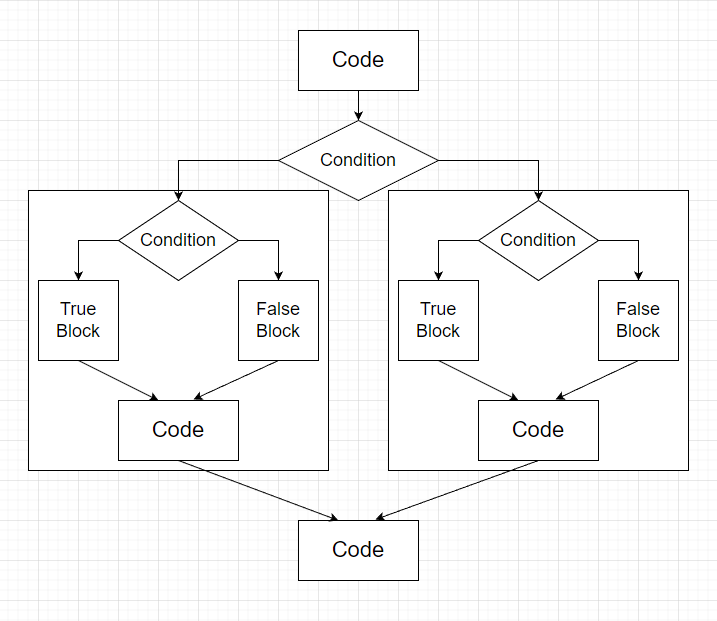 Code
Condition
Condition
Condition
True
Block
False
Block
True
Block
False
Block
Code
Code
Code